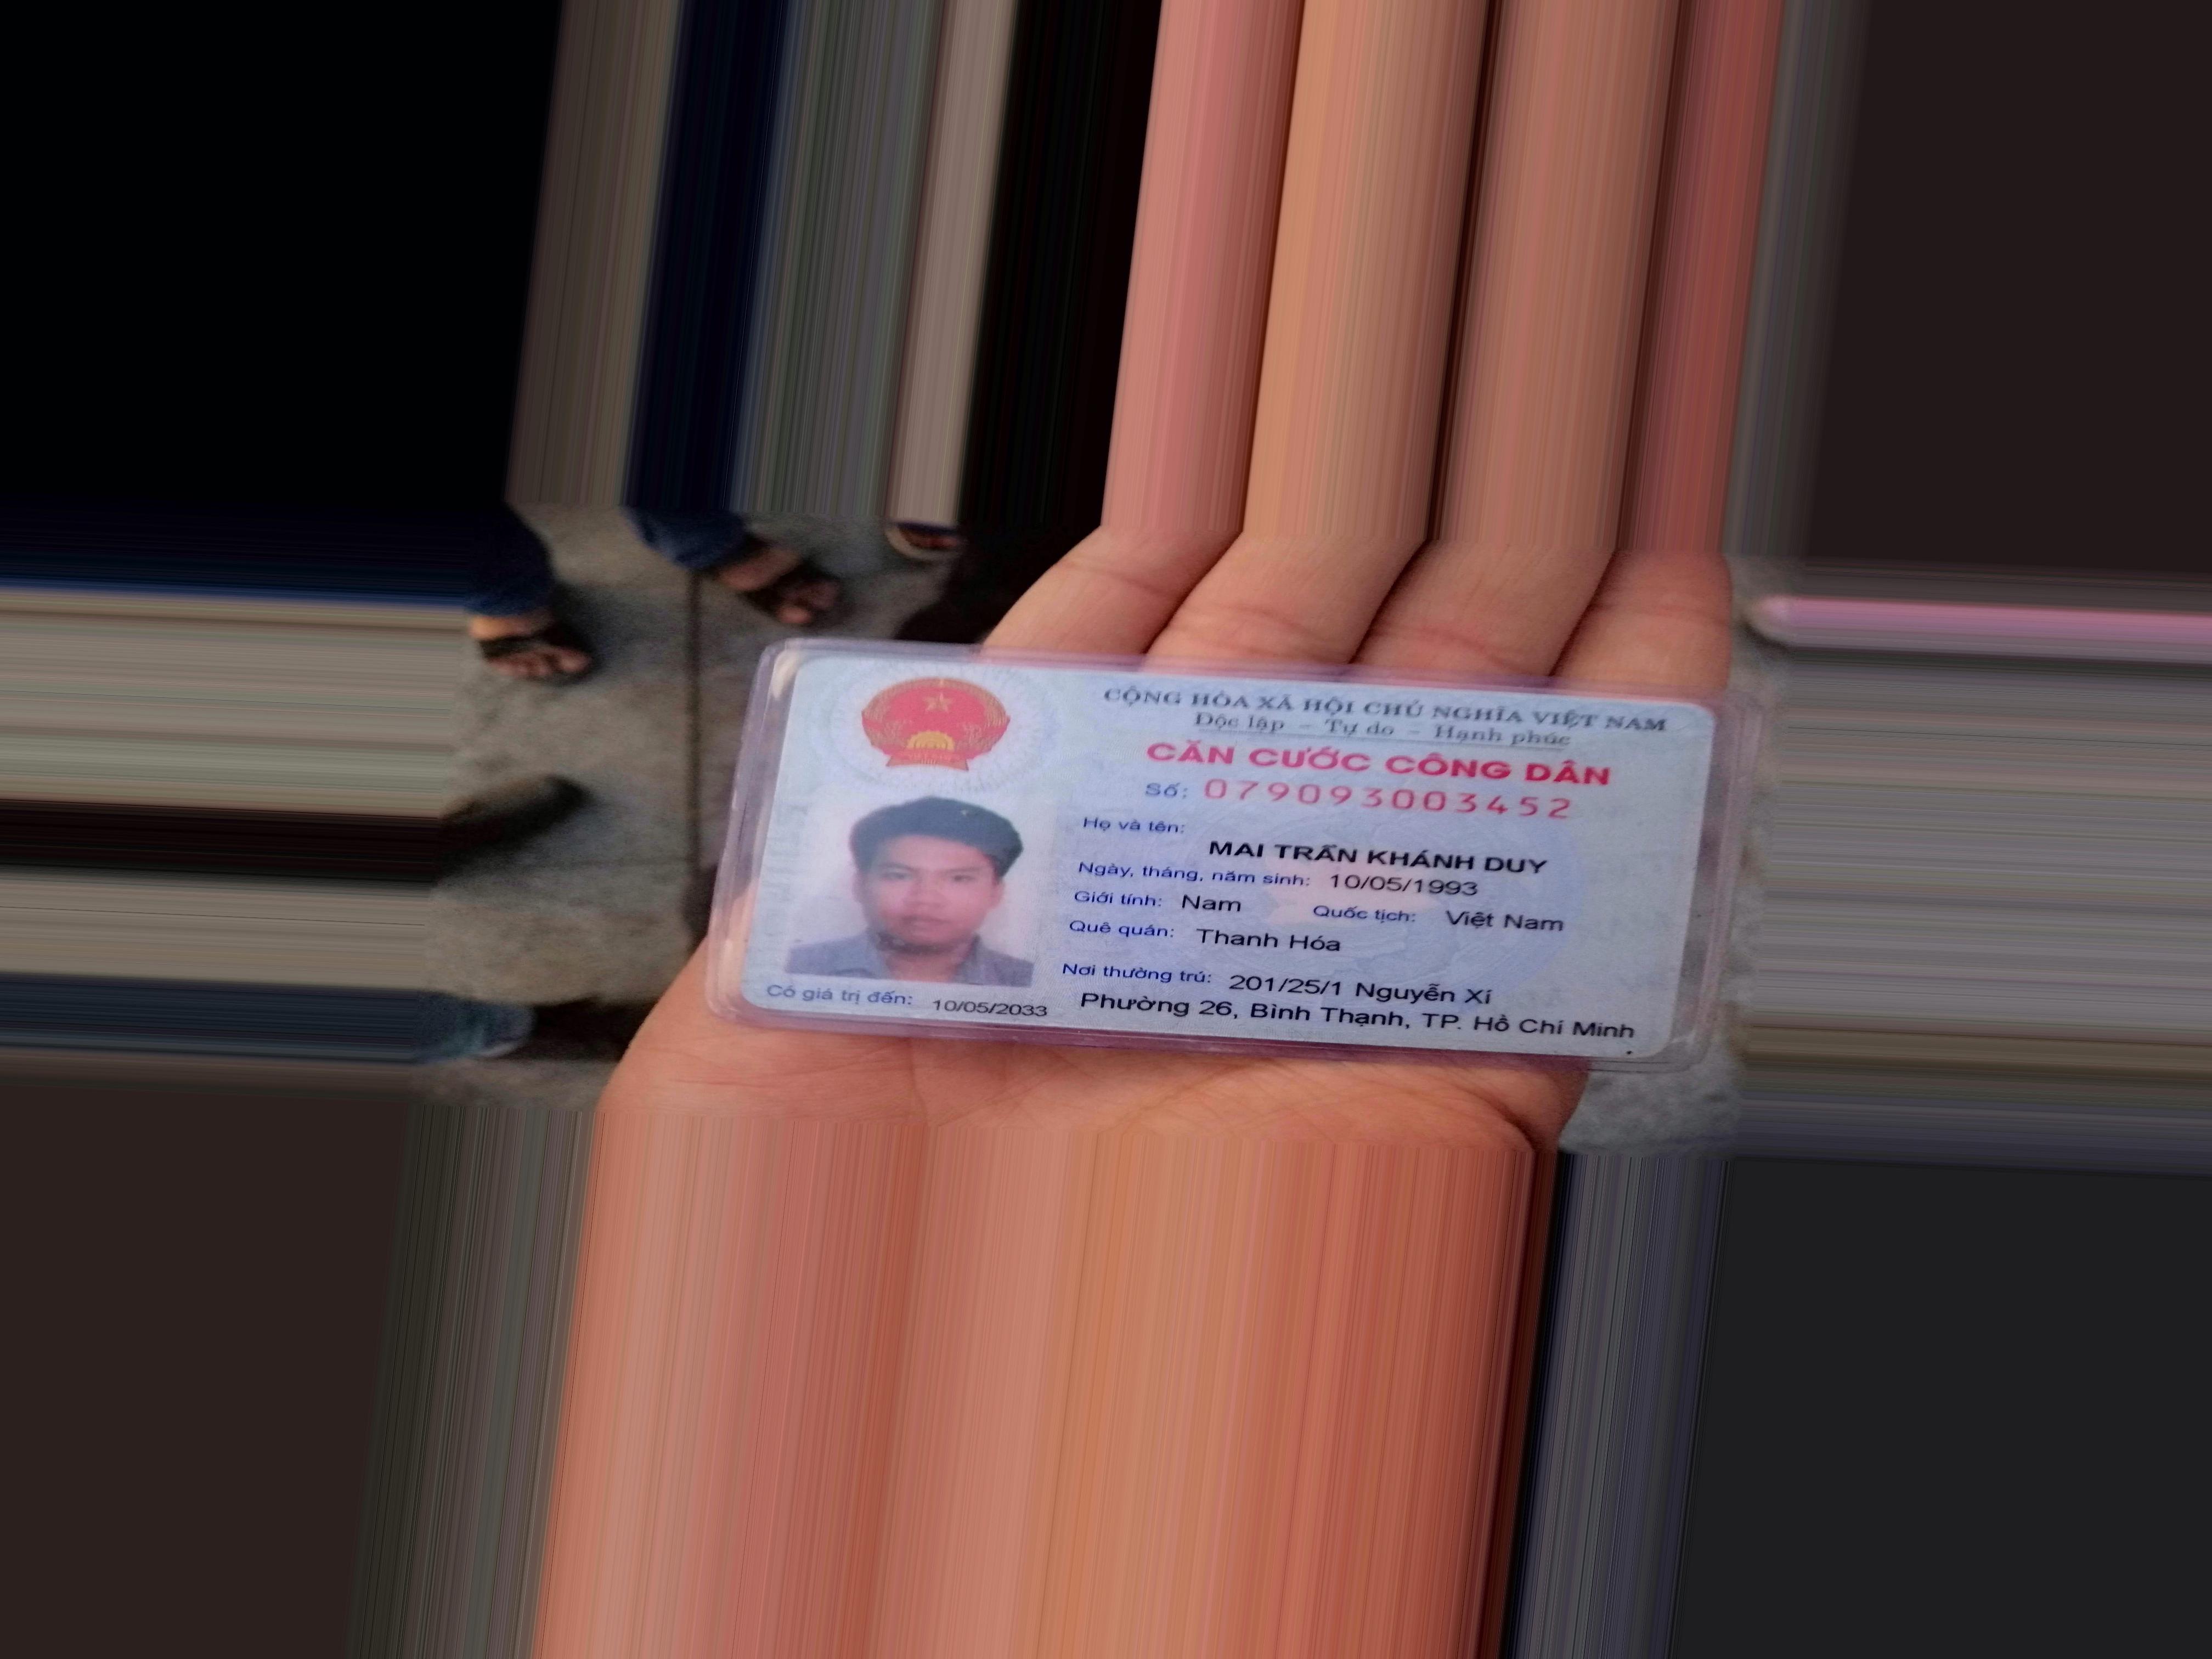 CỘNG HÒA XÃ HỘI CHỦ NGHĨA VIỆT NAM
Độc lập – Tự do – Hạnh phúc
CĂN CƯỚC CÔNG DÂN
Số: 079093003452
Họ và tên:
MAI TRẦN KHÁNH DUY
Ngày, tháng, năm sinh: 10/05/1993
Giới tính: Nam Quốc tịch: Việt Nam
Quê quán: Thanh Hóa
Nơi thường trú: 201/25/1 Nguyễn Xí
Phường 26, Bình Thạnh, TP. Hồ Chí Minh
Có giá trị đến: 10/05/2033